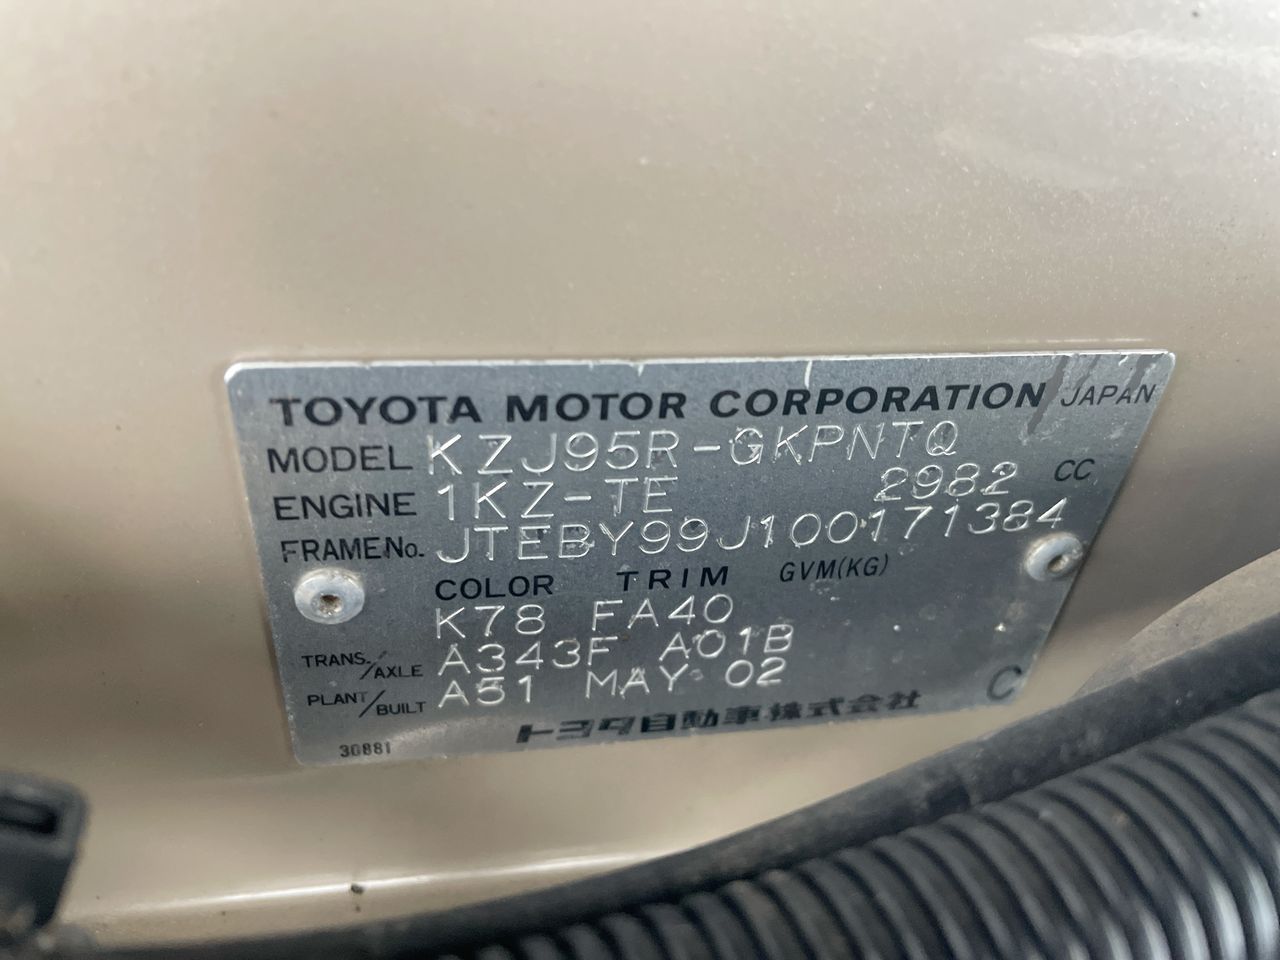 TOYOTA MOTOR CORPORATION JAPAN
MODEL KZJ95R-GKPNTQ
ENGINE 1KZ-TE 2982 CC
FRAME No. JTEBY99J100171384
COLOR TRIM GVM(KG)
K78 FA40
TRANS./AXLE A343F A01B
PLANT/BUILT A51 MAY 02
トヨタ自動車株式会社 C
30881